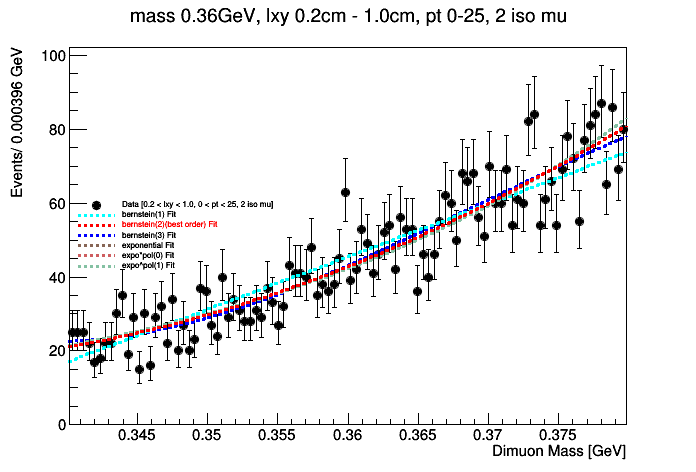 mass 0.36GeV, lxy 0.2cm - 1.0cm, pt 0-25, 2 iso mu
Events/ 0.000396 GeV
100
80
60
40
20
0
Data [0.2 < lxy < 1.0, 0 < pt < 25, 2 iso mu]
bernstein(1) Fit
bernstein(2)(best order) Fit
bernstein(3) Fit
exponential Fit
expo*pol(0) Fit
expo*pol(1) Fit
0.345 0.35 0.355 0.36 0.365 0.37 0.375
Dimuon Mass [GeV]